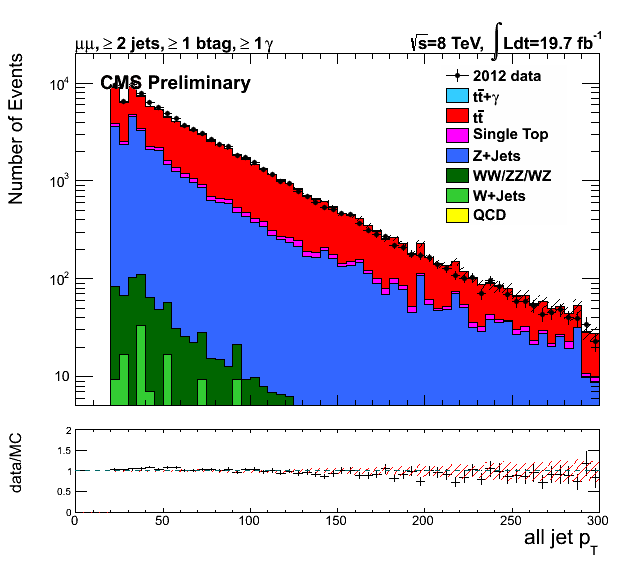 μμ, ≥ 2 jets, ≥ 1 btag, ≥ 1 γ
√s=8 TeV, ∫Ldt=19.7 fb⁻¹
CMS Preliminary
Number of Events
10⁴
10³
10²
10
2012 data
tt̄+γ
tt̄
Single Top
Z+Jets
WW/ZZ/WZ
W+Jets
QCD
data/MC
2
1.5
1
0.5
0
0 50 100 150 200 250 300
all jet p_T